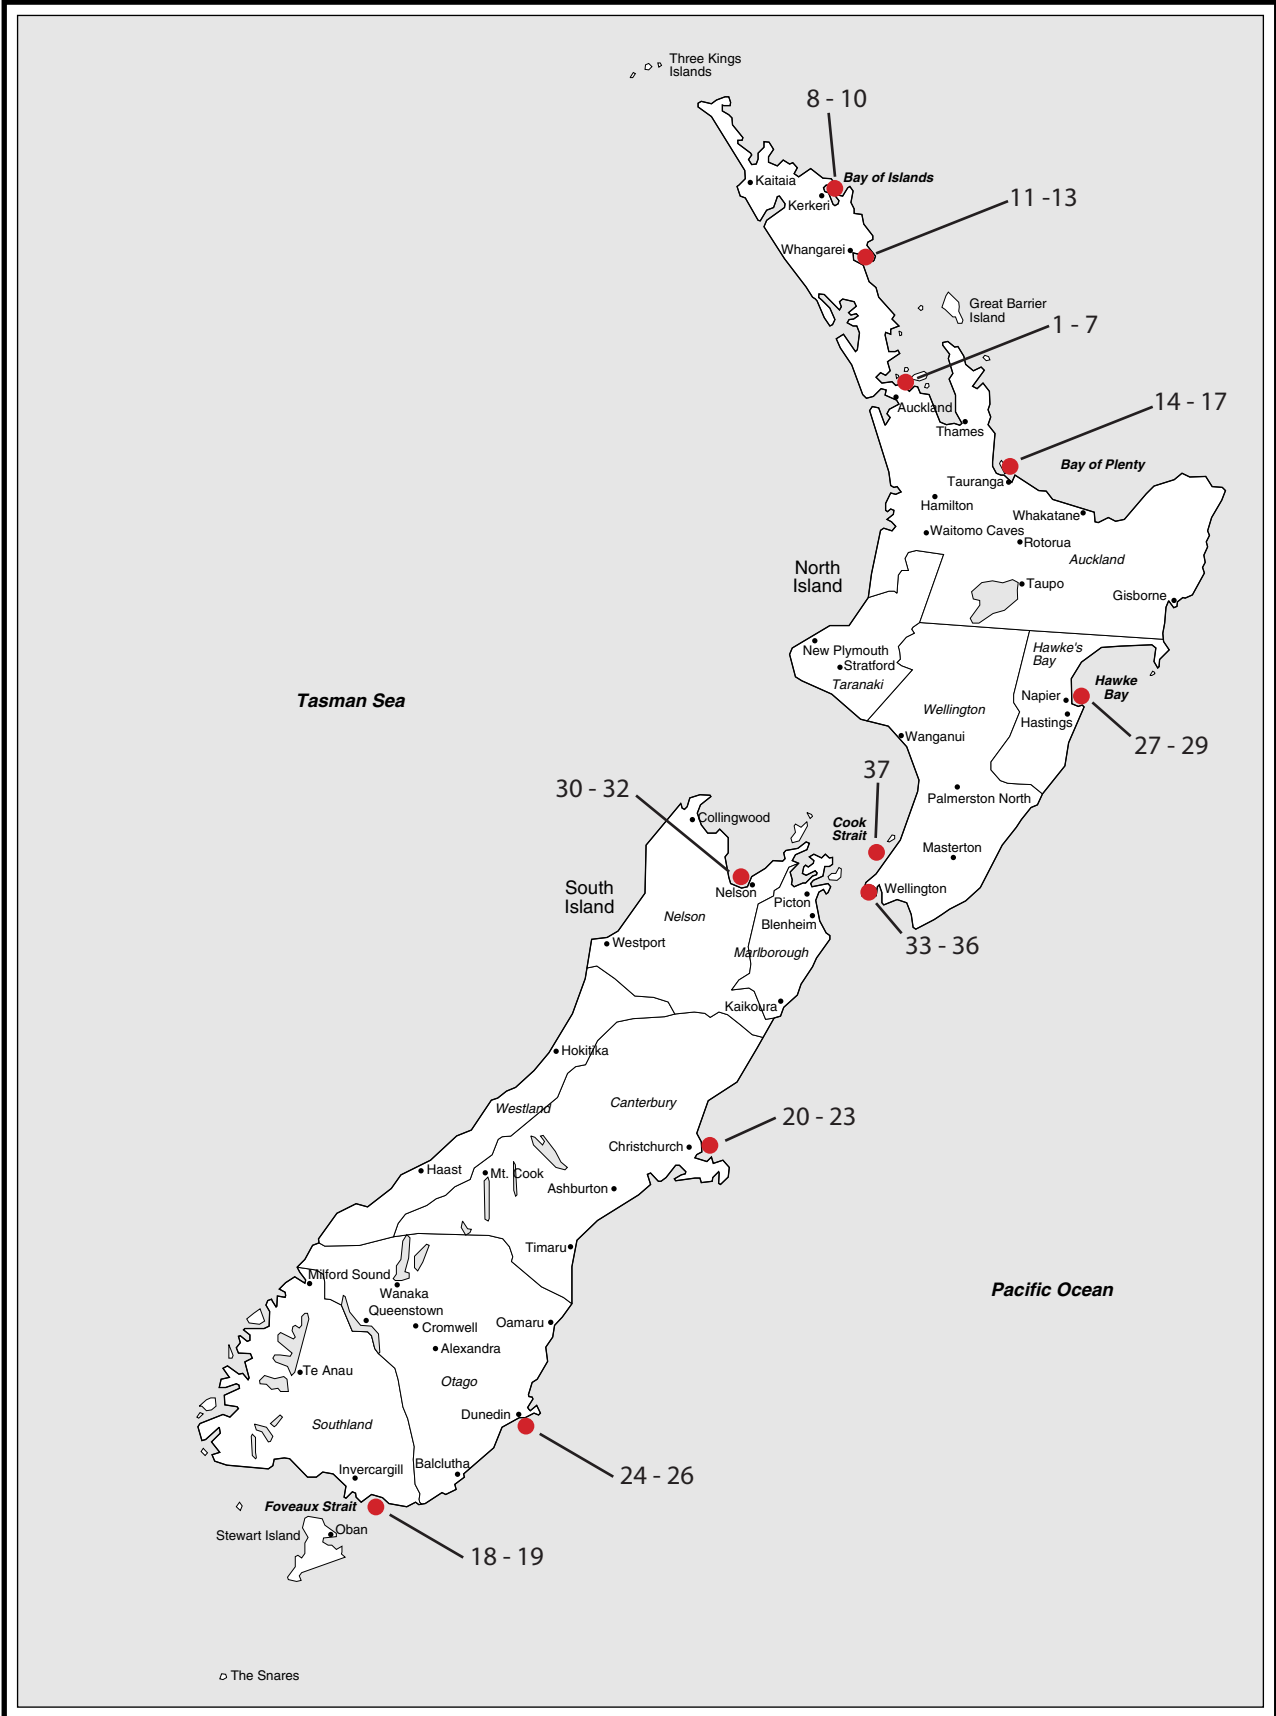 Three Kings
Islands
8 - 10
Bay of Islands
Kaitaia
Kerkeri
11 -13
Whangarei
Great Barrier
Island
1 - 7
Auckland
14 - 17
Thames
Bay of Plenty
Tauranga
Hamilton
Whakatane
Waitomo Caves
Rotorua
Auckland
North
Island
Taupo
Gisborne
New Plymouth
Stratford
Taranaki
Hawke's
Bay
Hawke
Bay
Napier
Hastings
Tasman Sea
Wellington
Wanganui
27 - 29
37
30 - 32
Palmerston North
Collingwood
Cook
Strait
Masterton
South
Island
Nelson
Wellington
Picton
Nelson
Blenheim
Westport
33 - 36
Marlborough
Kaikoura
Hokitika
Westland
Canterbury
20 - 23
Christchurch
Haast
Mt. Cook
Ashburton
Timaru
Milford Sound
Wanaka
Pacific Ocean
Queenstown
Cromwell
Oamaru
Alexandra
Te Anau
Otago
Dunedin
Southland
Balclutha
Invercargill
24 - 26
Foveaux Strait
Stewart Island
Oban
18 - 19
The Snares